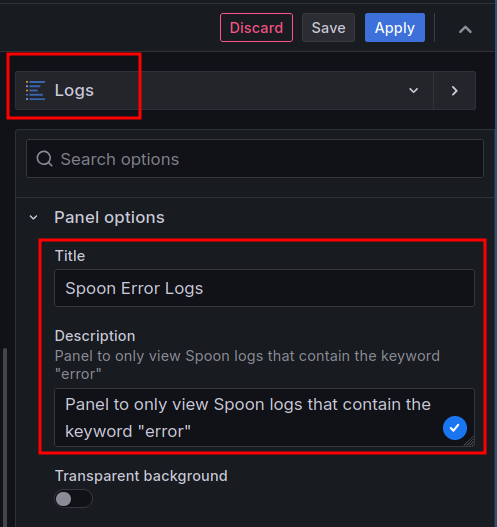 Discard Save Apply
Logs
Search options
Panel options
Title
Spoon Error Logs
Description
Panel to only view Spoon logs that contain the keyword
"error"
Panel to only view Spoon logs that contain the
keyword "error"
Transparent background